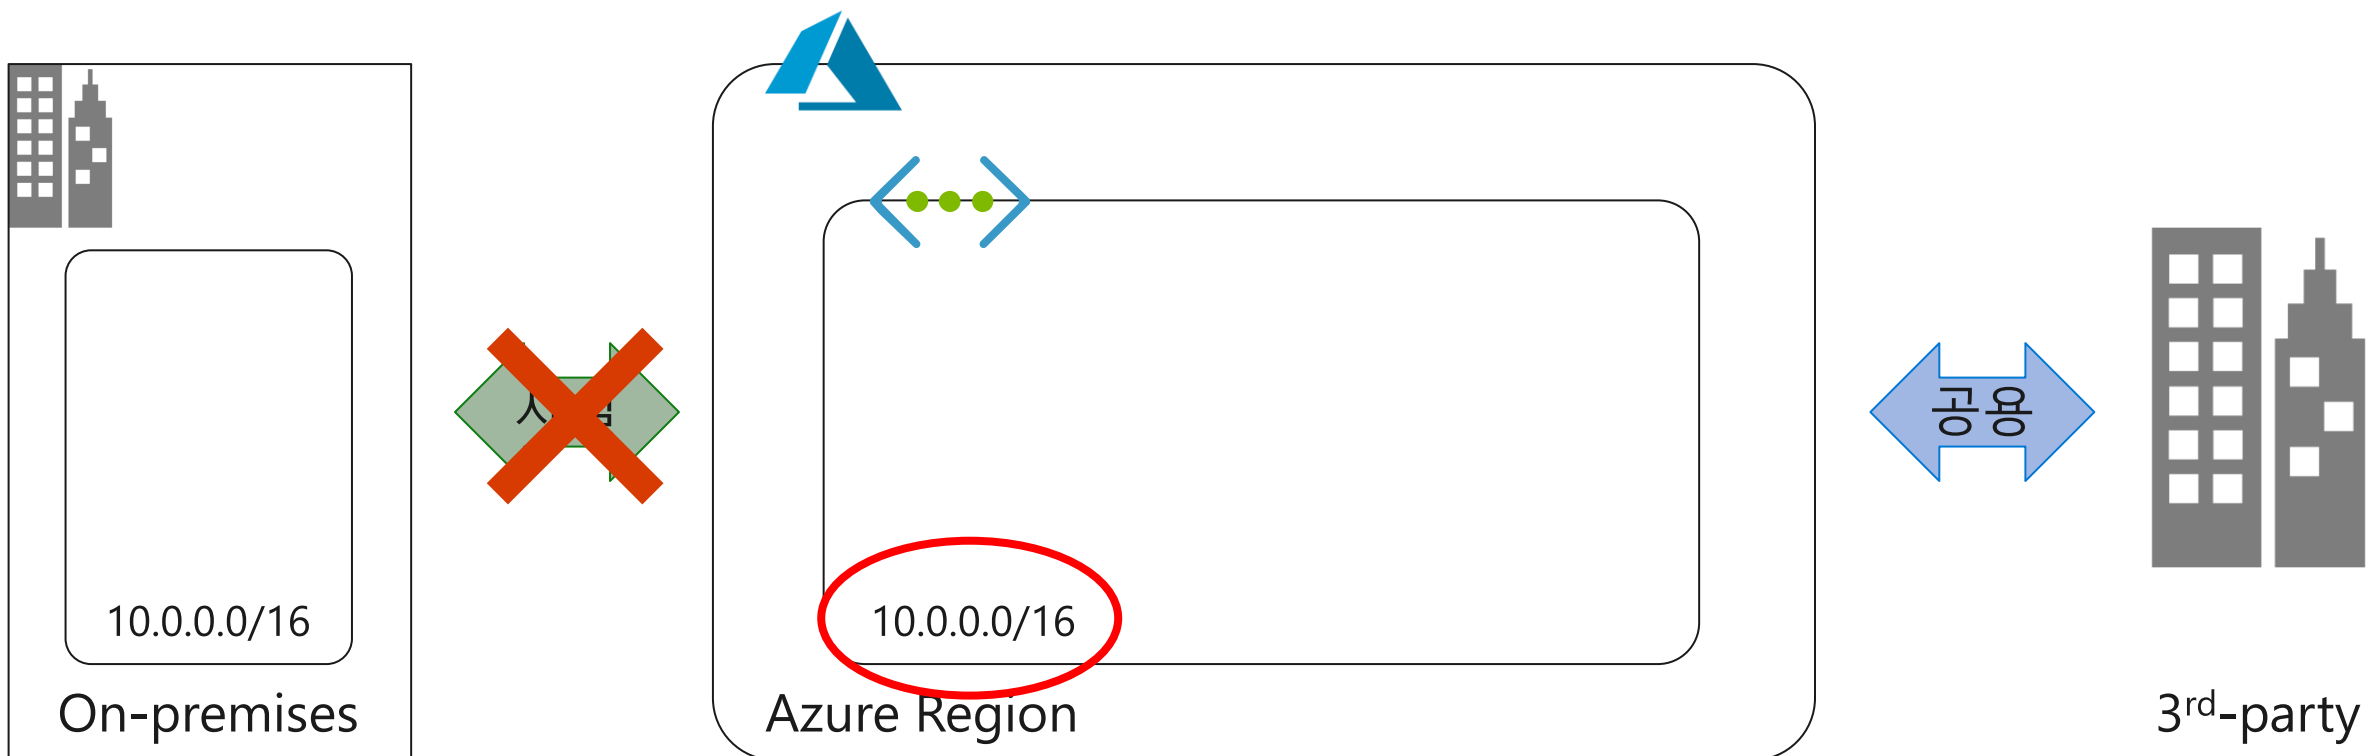 공용
10.0.0.0/16
10.0.0.0/16
On-premises
Azure Region
3rd-party